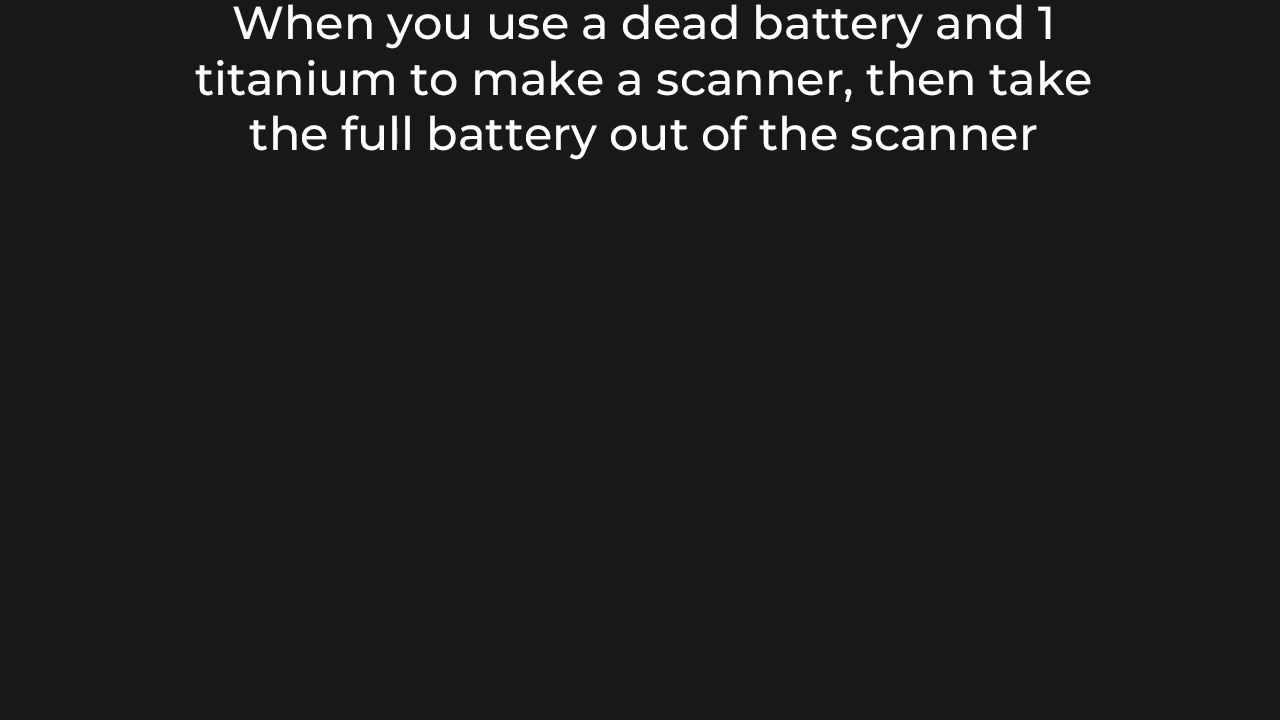 When you use a dead battery and 1
titanium to make a scanner, then take
the full battery out of the scanner